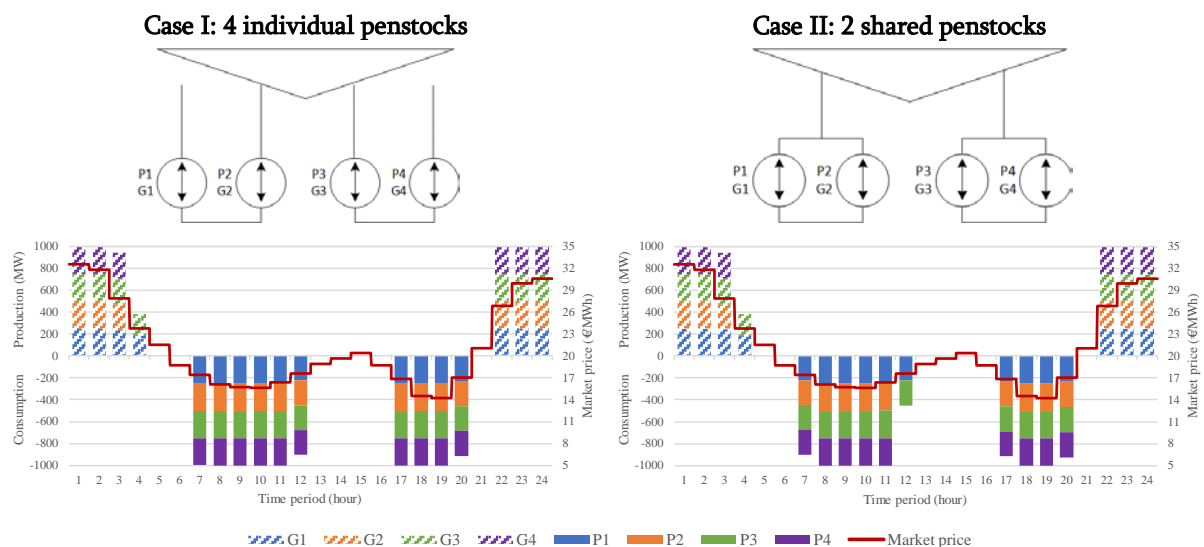 Case I: 4 individual penstocks
Case II: 2 shared penstocks
P1 P2 P3 P4
G1 G2 G3 G4
P1 P2 P3 P4
G1 G2 G3 G4
Production (MW)
Consumption
1000
800
600
400
200
0
-200
-400
-600
-800
-1000
35
32
29
26
23
20
17
14
11
8
5
Market price (€/MWh)
1 2 3 4 5 6 7 8 9 10 11 12 13 14 15 16 17 18 19 20 21 22 23 24
Time period (hour)
Production (MW)
Consumption
1000
800
600
400
200
0
-200
-400
-600
-800
-1000
35
32
29
26
23
20
17
14
11
8
5
Market price (€/MWh)
1 2 3 4 5 6 7 8 9 10 11 12 13 14 15 16 17 18 19 20 21 22 23 24
Time period (hour)
G1 G2 G3 G4 P1 P2 P3 P4 Market price